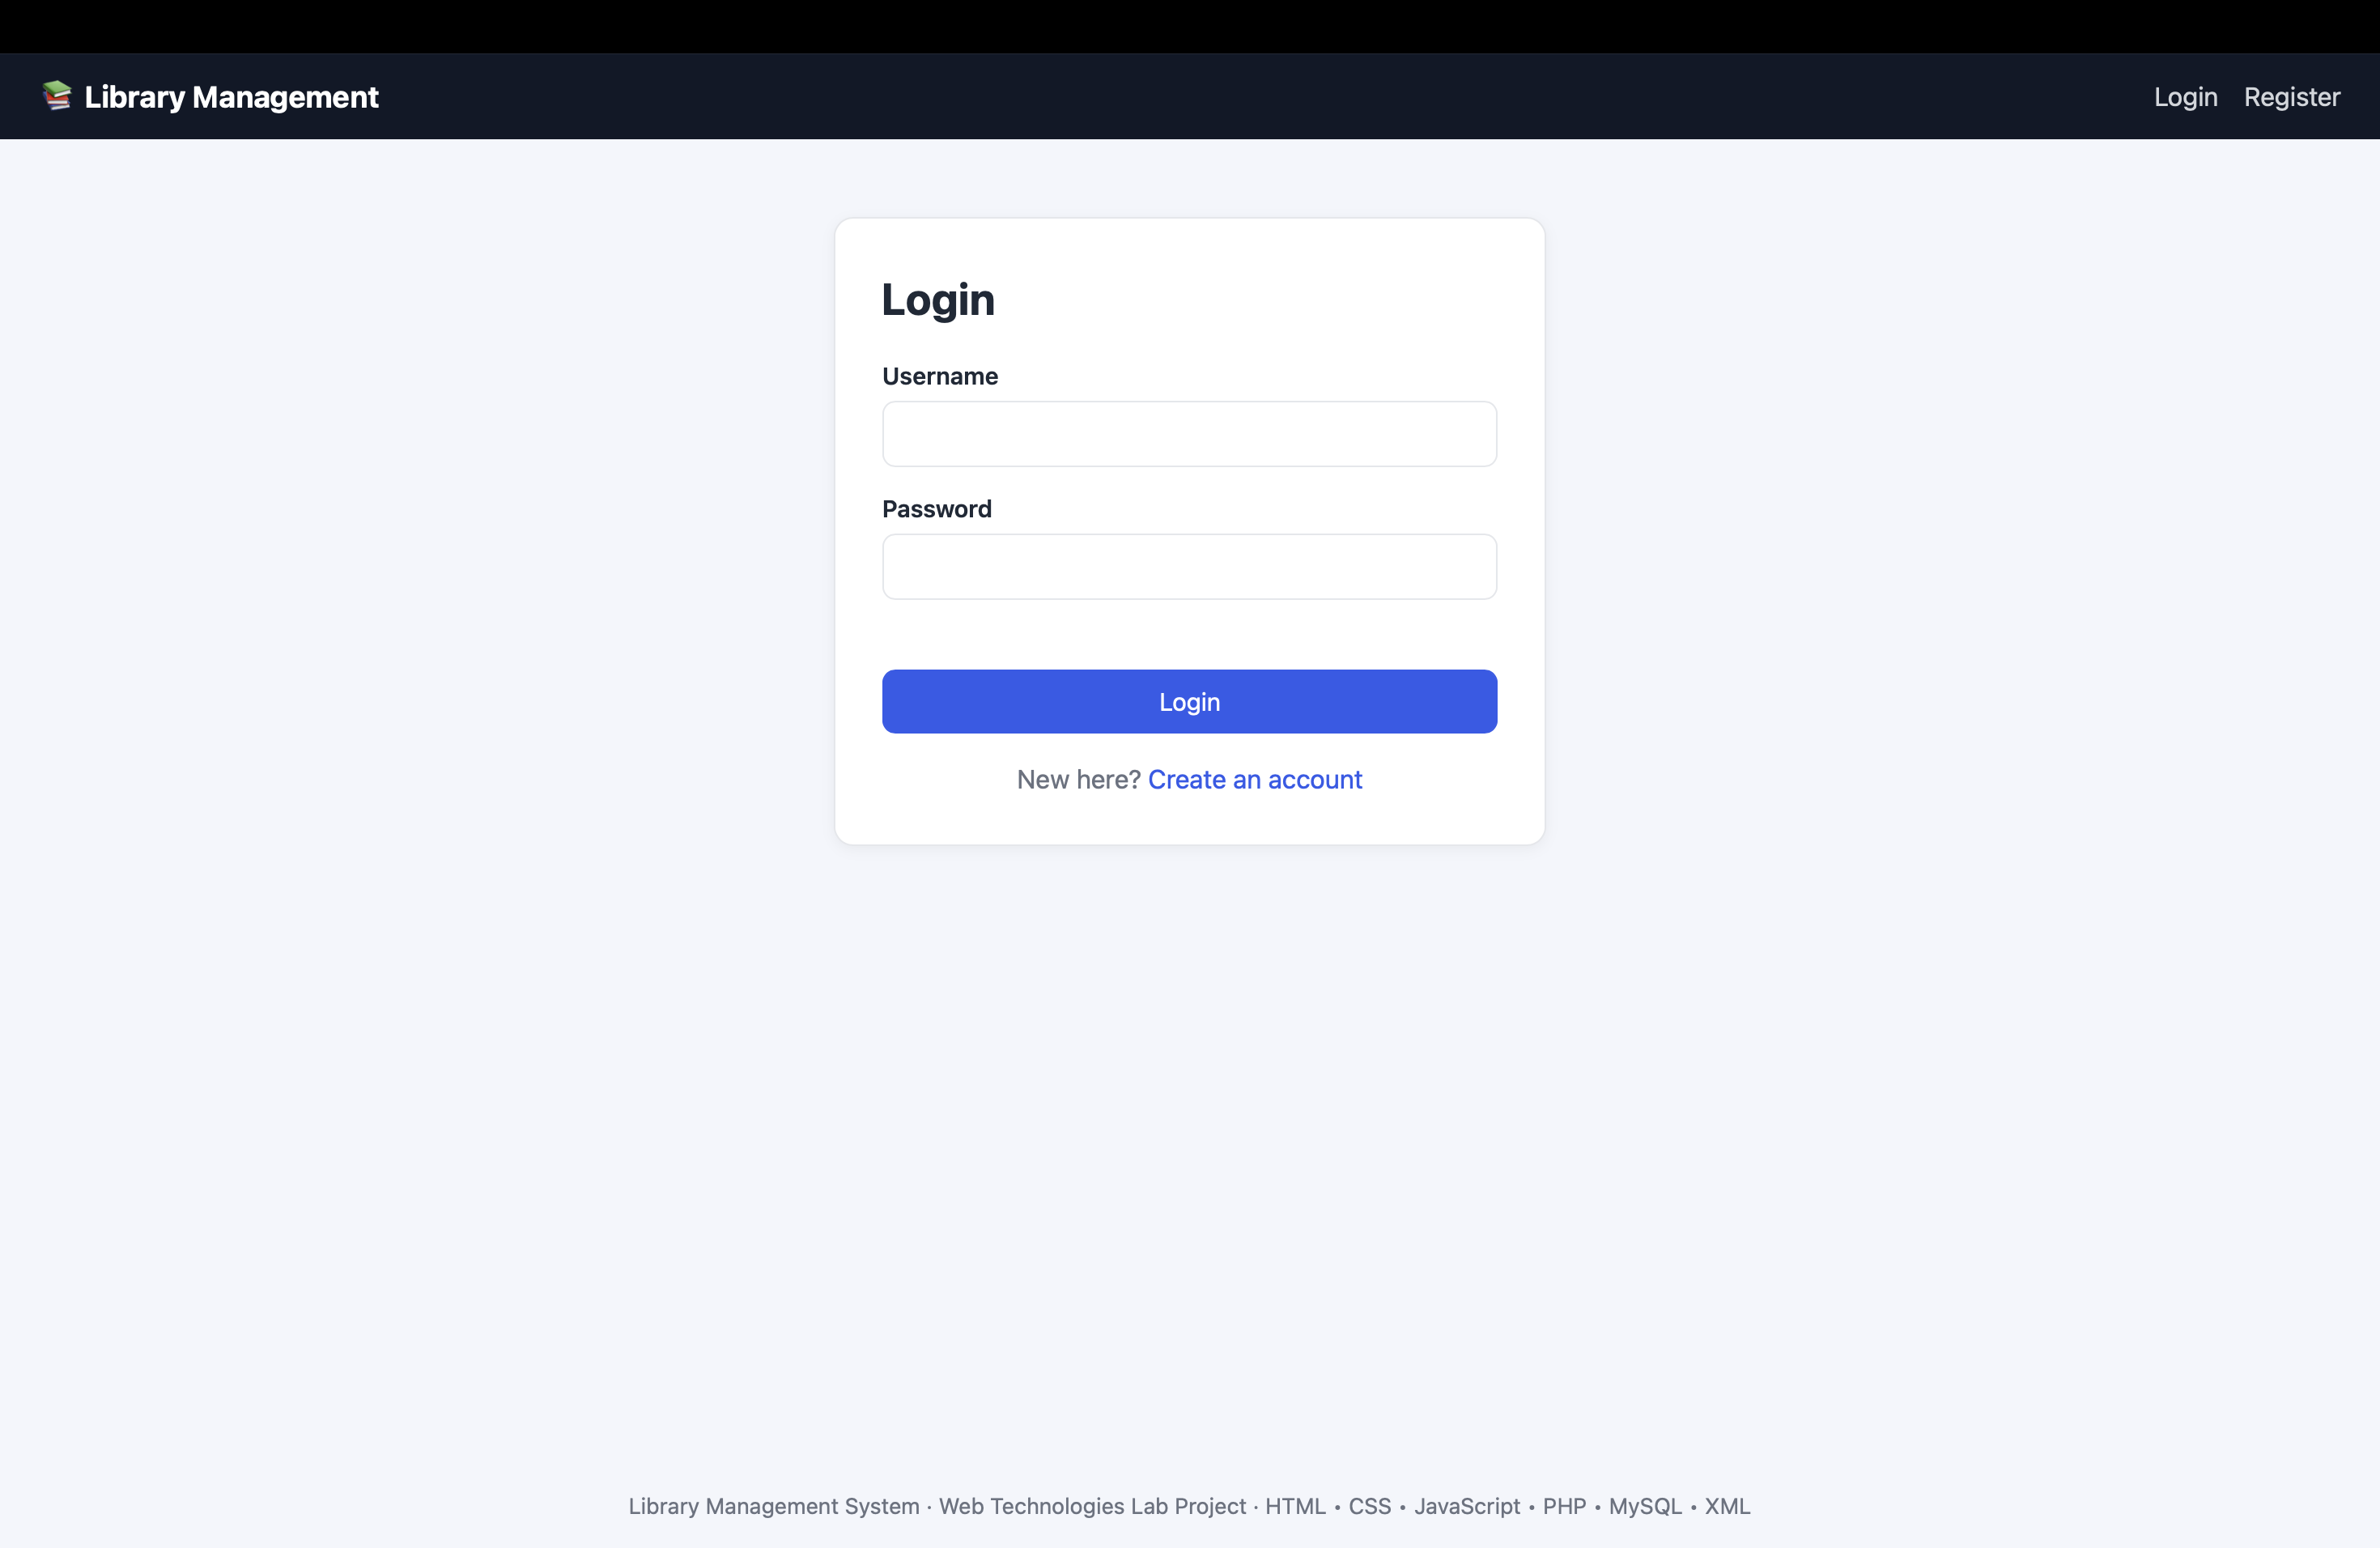 Library Management
Login Register
Login
Username
Password
Login
New here? Create an account
Library Management System · Web Technologies Lab Project · HTML • CSS • JavaScript • PHP • MySQL • XML